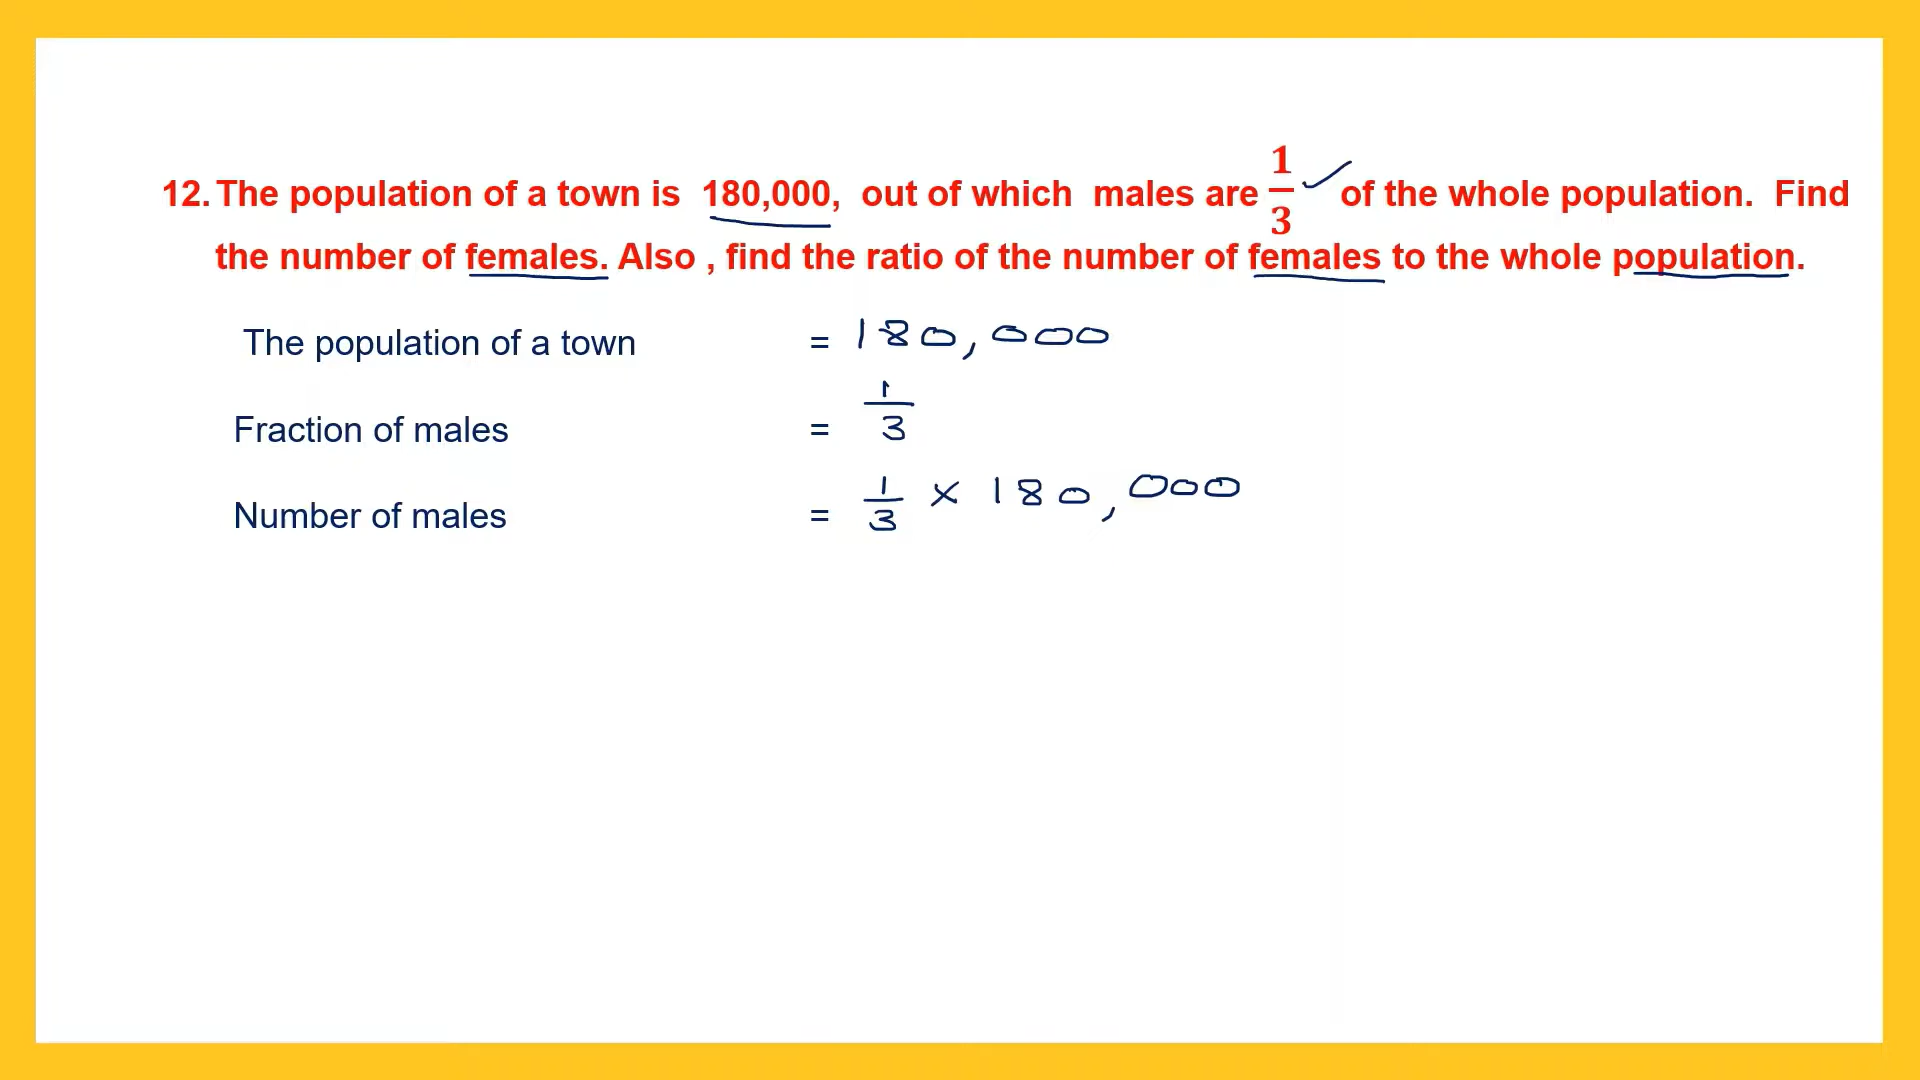 12. The population of a town is 180,000, out of which males are 1/3 of the whole population. Find
the number of females. Also , find the ratio of the number of females to the whole population.
The population of a town = 180,000
Fraction of males = 1/3
Number of males = 1/3 × 180,000